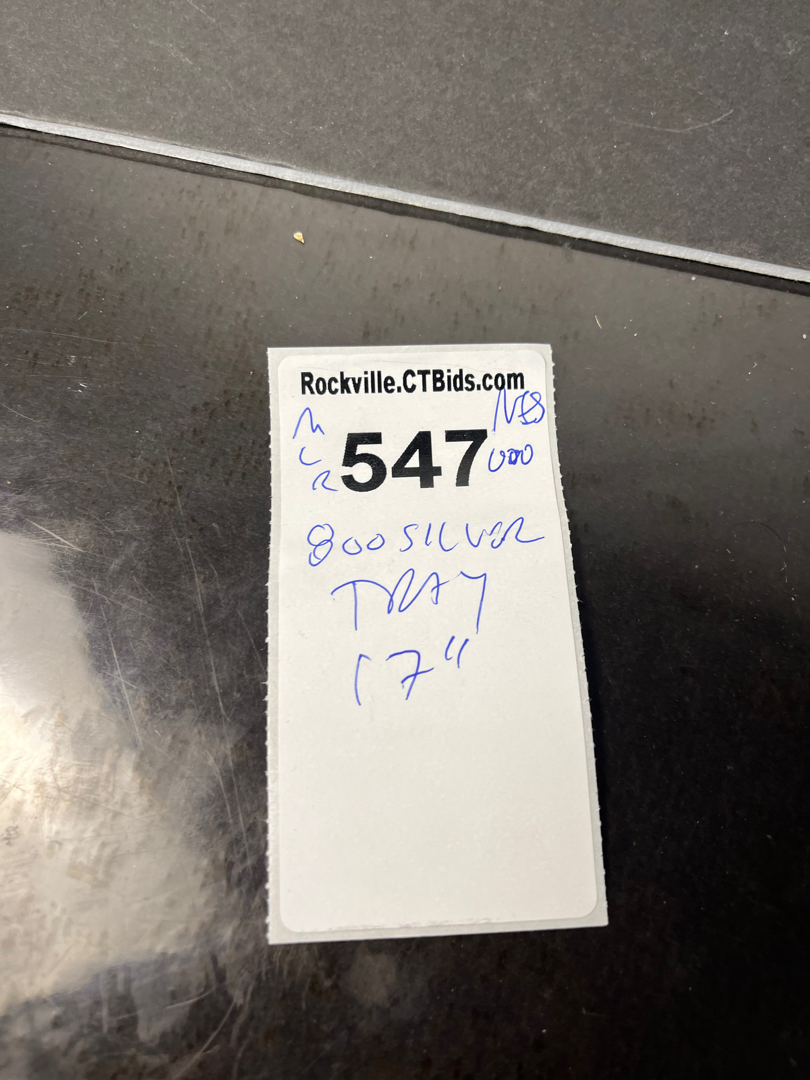 Rockville.CTBids.com
547
800 SILVER
TRAY
17"